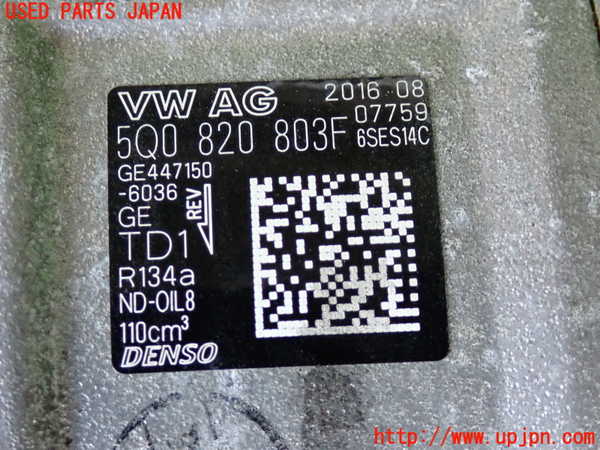 USED PARTS JAPAN
VW AG 2016 08
07759
5Q0 820 803F 6SES14C
GE447150
-6036
REV
GE
TD1
R134a
ND-OIL8
110cm³
DENSO
http://www.upjpn.com/